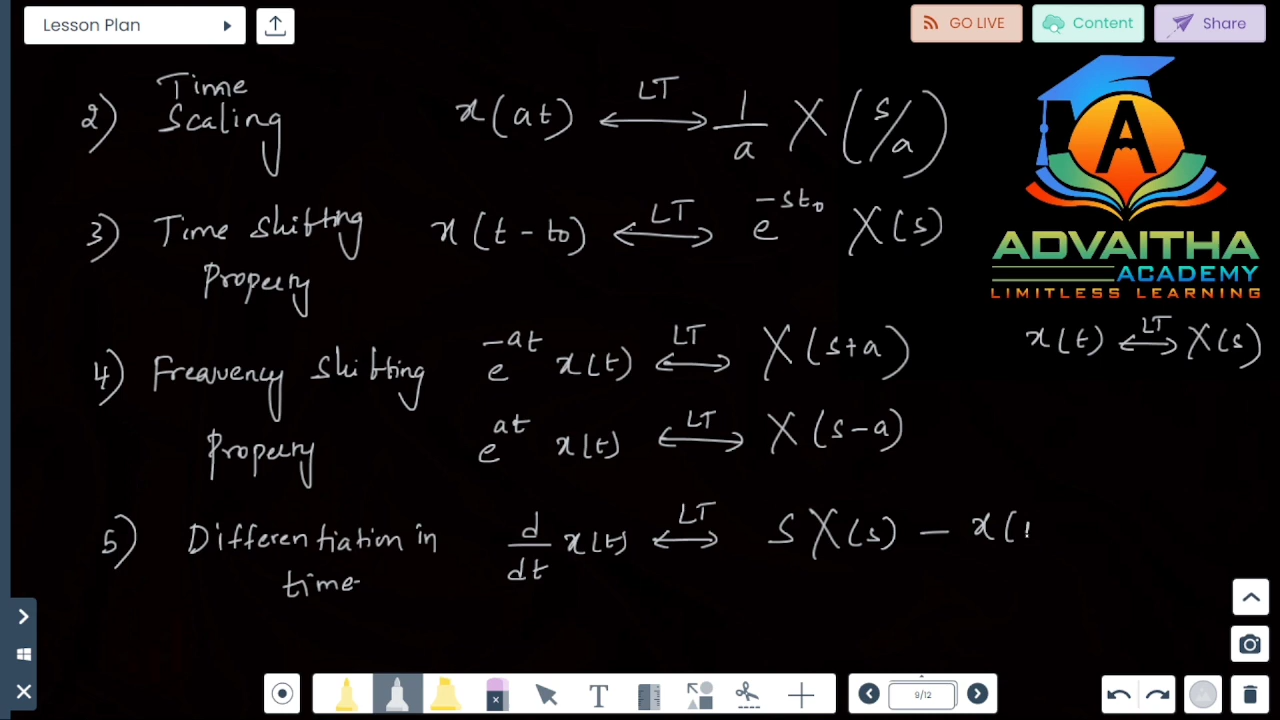 Lesson Plan
GO LIVE
Content
Share
2) Time Scaling x(at) ⟷LT 1/a X(s/a)
ADVAITHA
ACADEMY
LIMITLESS LEARNING
3) Time Shifting Property x(t-to) ⟷LT e^-st₀ X(s)
x(t) ⟷LT X(s)
4) Frequency Shifting e^-at x(t) ⟷LT X(s+a)
Property e^at x(t) ⟷LT X(s-a)
5) Differentiation in time d/dt x(t) ⟷LT SX(s) - x(
9/12